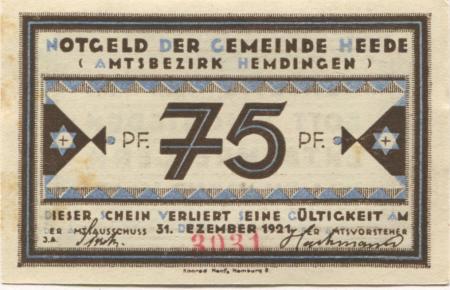 NOTGELD DER GEMEINDE HEEDE
( AMTSBEZIRK HEMDINGEN )
PF. 75 PF.
DIESER SCHEIN VERLIERT SEINE GÜLTIGKEIT AM
DER AMTSAUSSCHUSS 31. DEZEMBER 1921 DER AMTSVORSTEHER
J.A. 3031
Konrad Hanf, Hamburg 8.